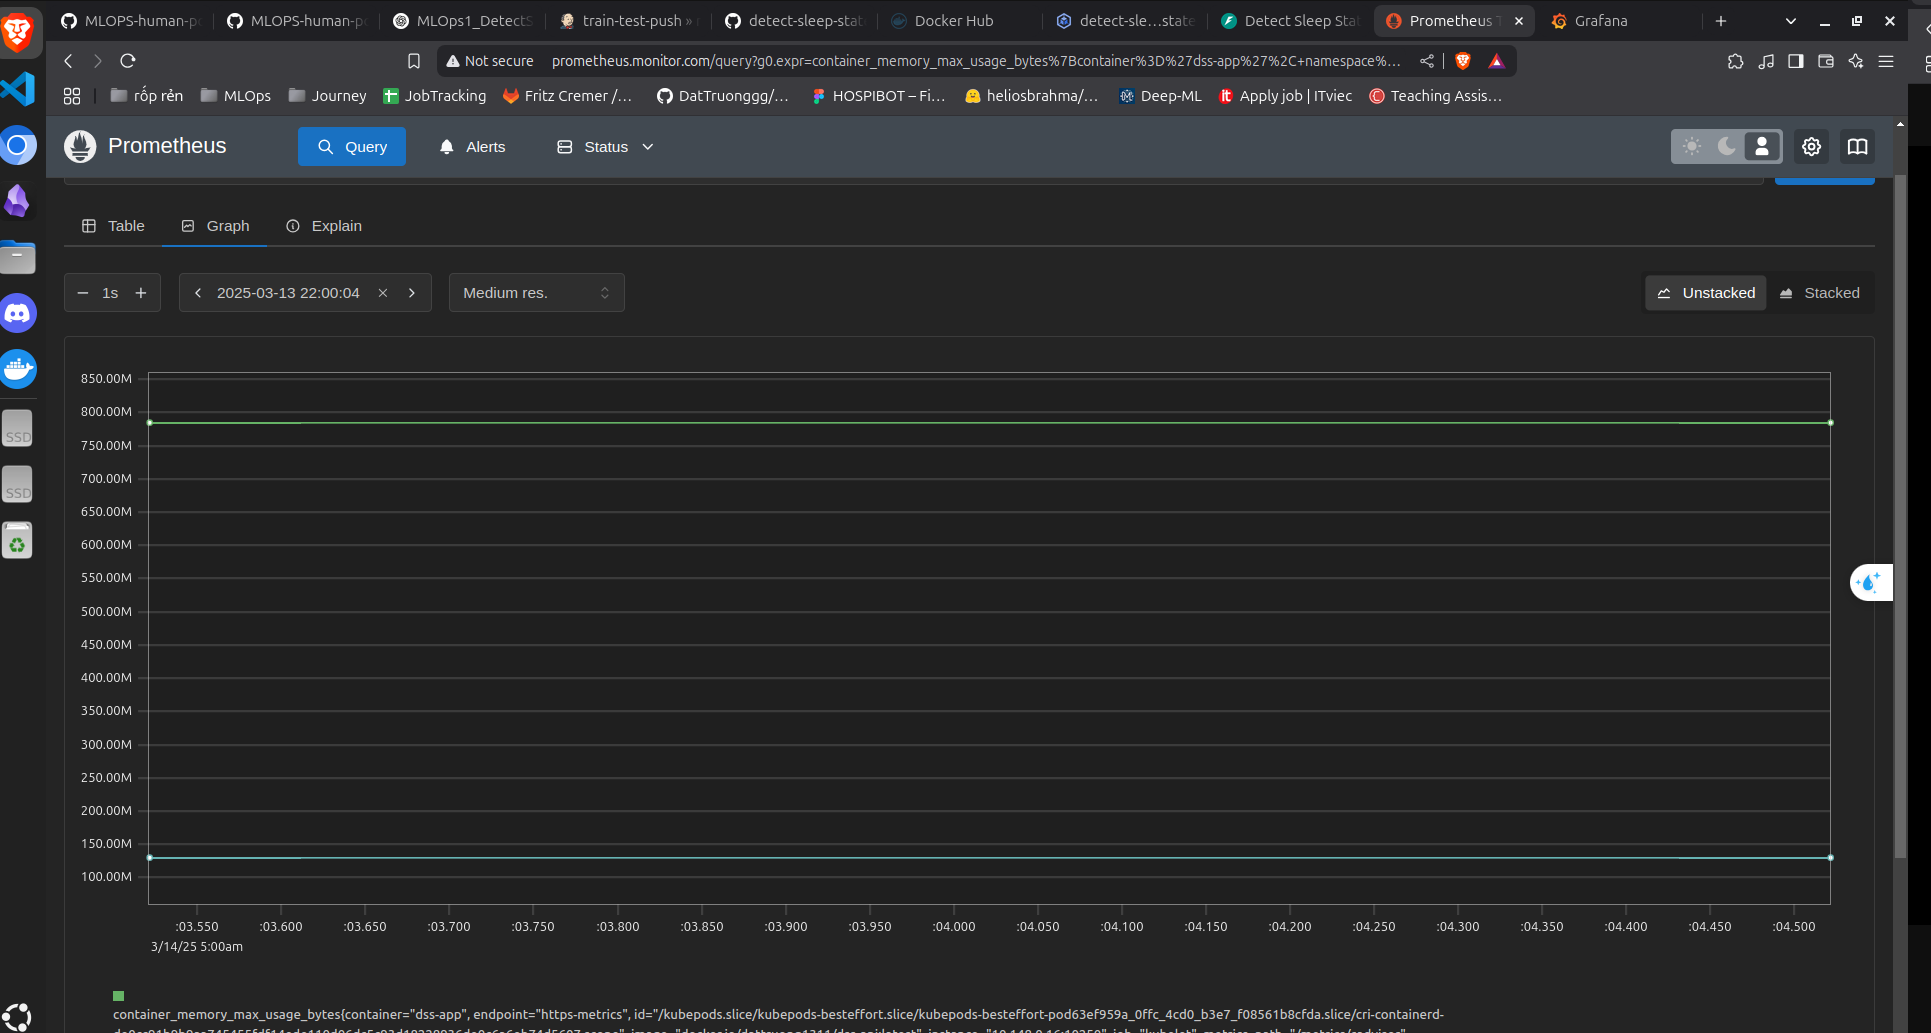 MLOPS-human-p
MLOPS-human-p
MLOps1_DetectS
train-test-push »
detect-sleep-stat
Docker Hub
detect-sle…state
Detect Sleep Stat
Prometheus T
Grafana
Not secure
prometheus.monitor.com/query?g0.expr=container_memory_max_usage_bytes%7Bcontainer%3D%27dss-app%27%2C+namespace%…
rốp rẻn
MLOps
Journey
JobTracking
Fritz Cremer /…
DatTruonggg/…
HOSPIBOT – Fi…
heliosbrahma/…
Deep-ML
Apply job | ITviec
Teaching Assis…
Prometheus
Query
Alerts
Status
Table
Graph
Explain
1s
2025-03-13 22:00:04
Medium res.
Unstacked
Stacked
SSD
SSD
850.00M
800.00M
750.00M
700.00M
650.00M
600.00M
550.00M
500.00M
450.00M
400.00M
350.00M
300.00M
250.00M
200.00M
150.00M
100.00M
:03.550 :03.600 :03.650 :03.700 :03.750 :03.800 :03.850 :03.900 :03.950 :04.000 :04.050 :04.100 :04.150 :04.200 :04.250 :04.300 :04.350 :04.400 :04.450 :04.500
3/14/25 5:00am
container_memory_max_usage_bytes{container="dss-app", endpoint="https-metrics", id="/kubepods.slice/kubepods-besteffort.slice/kubepods-besteffort-pod63ef959a_0ffc_4cd0_b3e7_f08561b8cfda.slice/cri-containerd-